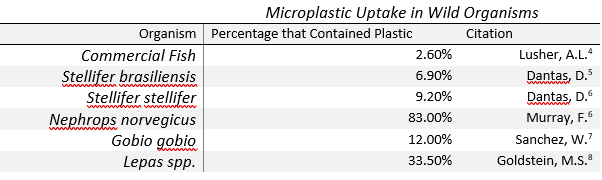 Microplastic Uptake in Wild Organisms
Organism Percentage that Contained Plastic Citation
Commercial Fish 2.60% Lusher, A.L.⁴
Stellifer brasiliensis 6.90% Dantas, D.⁵
Stellifer stellifer 9.20% Dantas, D.⁶
Nephrops norvegicus 83.00% Murray, F.⁶
Gobio gobio 12.00% Sanchez, W.⁷
Lepas spp. 33.50% Goldstein, M.S.⁸